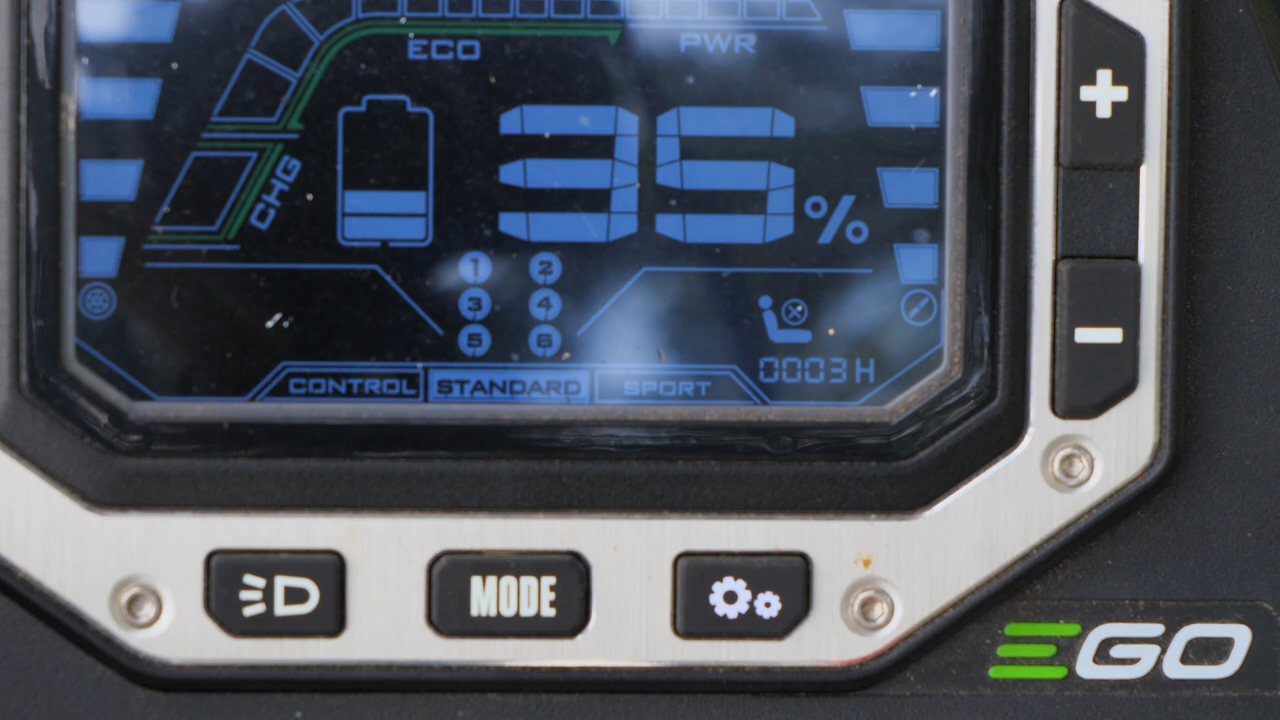 ECO PWR
CHG
35%
1 2
3 4
5 6
0003H
CONTROL STANDARD SPORT
+
-
MODE
EGO